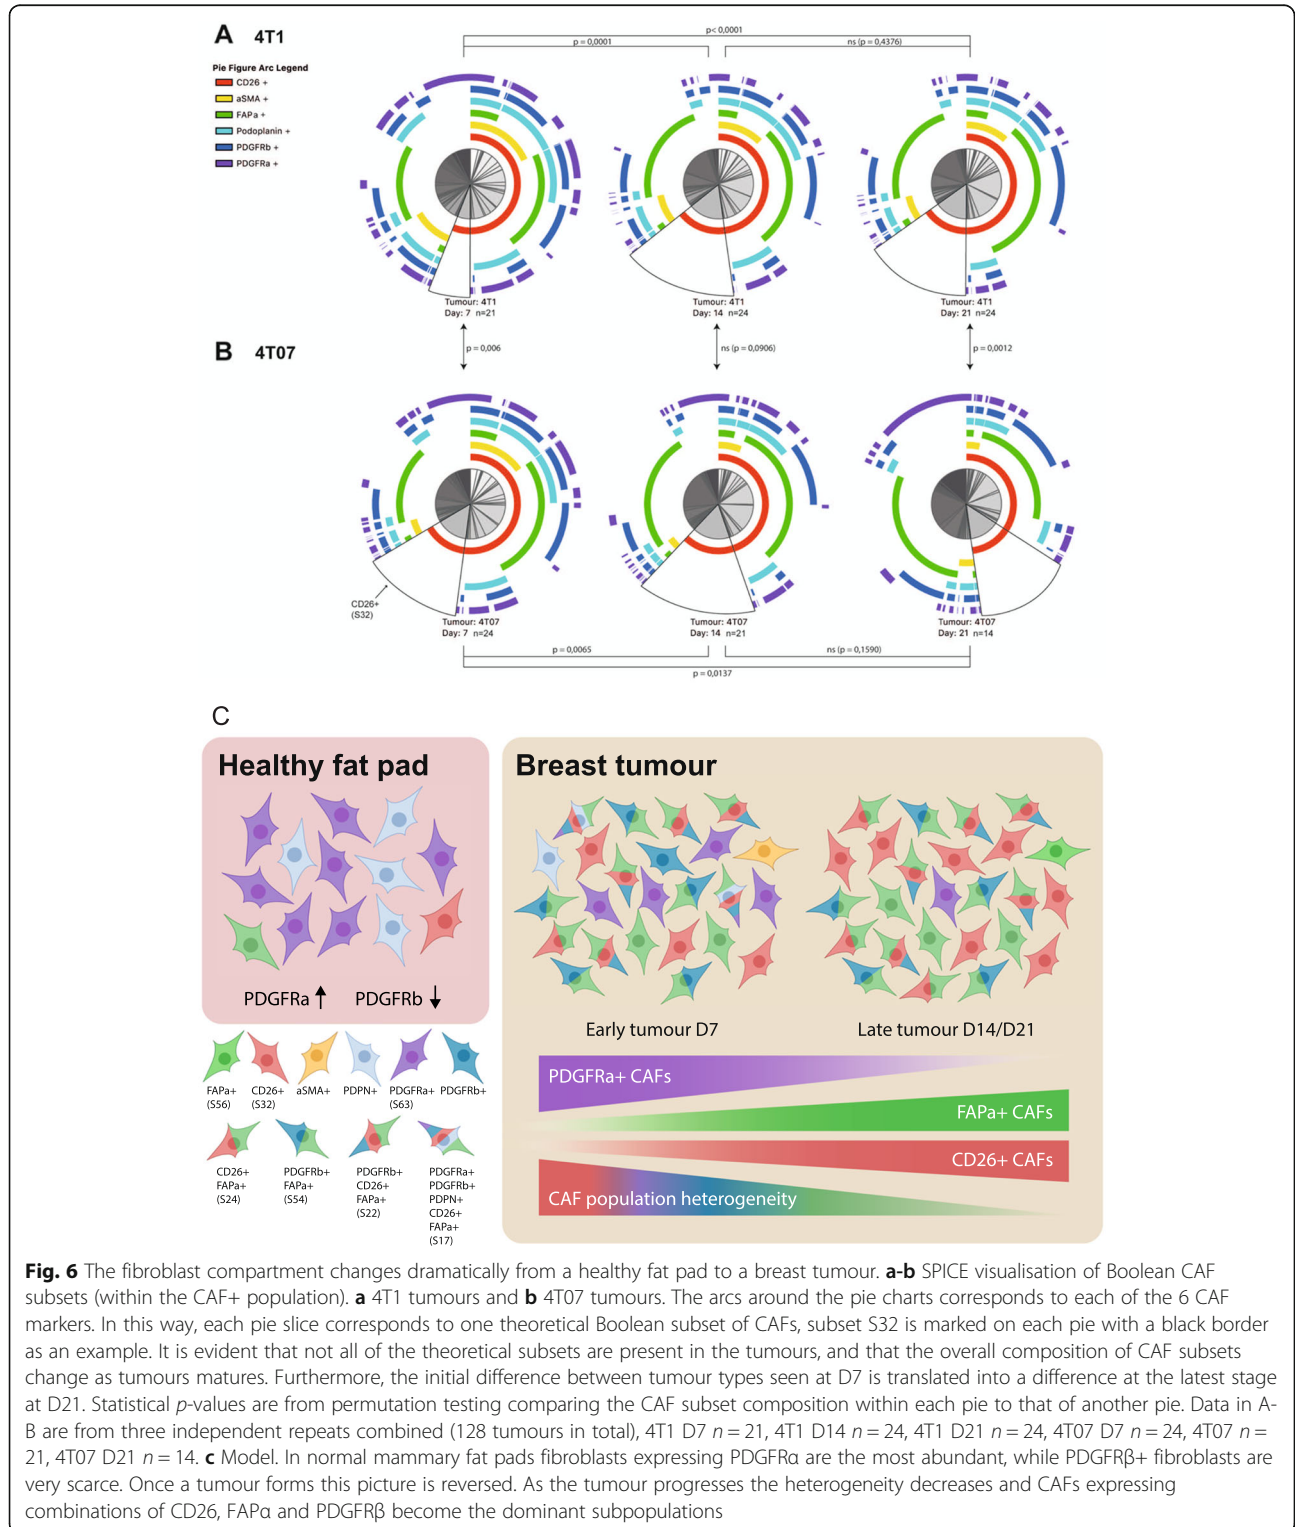 A 4T1
p< 0,0001
p = 0,0001
ns (p = 0,4376)
Pie Figure Arc Legend
CD26 +
aSMA +
FAPa +
Podoplanin +
PDGFRb +
PDGFRa +
Tumour: 4T1
Day: 7 n=21
Tumour: 4T1
Day: 14 n=24
Tumour: 4T1
Day: 21 n=24
B 4T07
p = 0,006
ns (p = 0,0906)
p = 0,0012
CD26+
(S32)
Tumour: 4T07
Day: 7 n=24
Tumour: 4T07
Day: 14 n=21
Tumour: 4T07
Day: 21 n=14
p = 0,0065
ns (p = 0,1590)
p = 0,0137
C
Healthy fat pad
PDGFRa ↑ PDGFRb ↓
FAPa+
(S56)
CD26+
(S32)
aSMA+
PDPN+
PDGFRa+
(S63)
PDGFRb+
CD26+
FAPa+
(S24)
PDGFRb+
FAPa+
(S54)
PDGFRb+
CD26+
FAPa+
(S22)
PDGFRa+
PDGFRb+
PDPN+
CD26+
FAPa+
(S17)
Breast tumour
Early tumour D7
Late tumour D14/D21
PDGFRa+ CAFs
FAPa+ CAFs
CD26+ CAFs
CAF population heterogeneity
Fig. 6 The fibroblast compartment changes dramatically from a healthy fat pad to a breast tumour. a-b SPICE visualisation of Boolean CAF
subsets (within the CAF+ population). a 4T1 tumours and b 4T07 tumours. The arcs around the pie charts corresponds to each of the 6 CAF
markers. In this way, each pie slice corresponds to one theoretical Boolean subset of CAFs, subset S32 is marked on each pie with a black border
as an example. It is evident that not all of the theoretical subsets are present in the tumours, and that the overall composition of CAF subsets
change as tumours matures. Furthermore, the initial difference between tumour types seen at D7 is translated into a difference at the latest stage
at D21. Statistical p-values are from permutation testing comparing the CAF subset composition within each pie to that of another pie. Data in A-
B are from three independent repeats combined (128 tumours in total), 4T1 D7 n = 21, 4T1 D14 n = 24, 4T1 D21 n = 24, 4T07 D7 n = 24, 4T07 n =
21, 4T07 D21 n = 14. c Model. In normal mammary fat pads fibroblasts expressing PDGFRα are the most abundant, while PDGFRβ+ fibroblasts are
very scarce. Once a tumour forms this picture is reversed. As the tumour progresses the heterogeneity decreases and CAFs expressing
combinations of CD26, FAPα and PDGFRβ become the dominant subpopulations